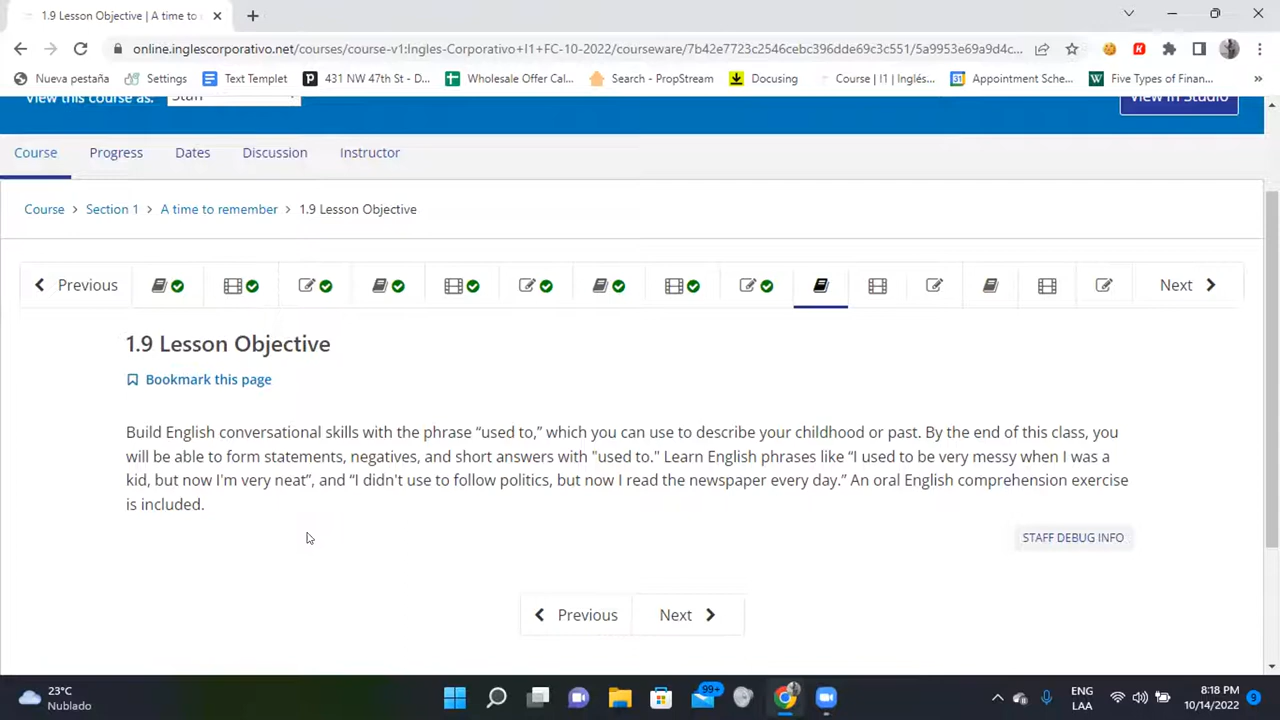 1.9 Lesson Objective | A time to
online.inglescorporativo.net/courses/course-v1:Ingles-Corporativo+I1+FC-10-2022/courseware/7b42e7723c2546cebc396dde69c3c551/5a9953e69a9d4c...
Nueva pestaña Settings Text Templet 431 NW 47th St - D... Wholesale Offer Cal... Search - PropStream Docusing Course | I1 | Inglés... Appointment Sche... Five Types of Finan... »
View this course as: Staff View in Studio
Course Progress Dates Discussion Instructor
Course > Section 1 > A time to remember > 1.9 Lesson Objective
Previous Next
1.9 Lesson Objective
Bookmark this page
Build English conversational skills with the phrase “used to,” which you can use to describe your childhood or past. By the end of this class, you
will be able to form statements, negatives, and short answers with "used to." Learn English phrases like “I used to be very messy when I was a
kid, but now I'm very neat”, and “I didn't use to follow politics, but now I read the newspaper every day.” An oral English comprehension exercise
is included.
STAFF DEBUG INFO
Previous Next
23°C
Nublado
99+
ENG
LAA
8:18 PM
10/14/2022
9